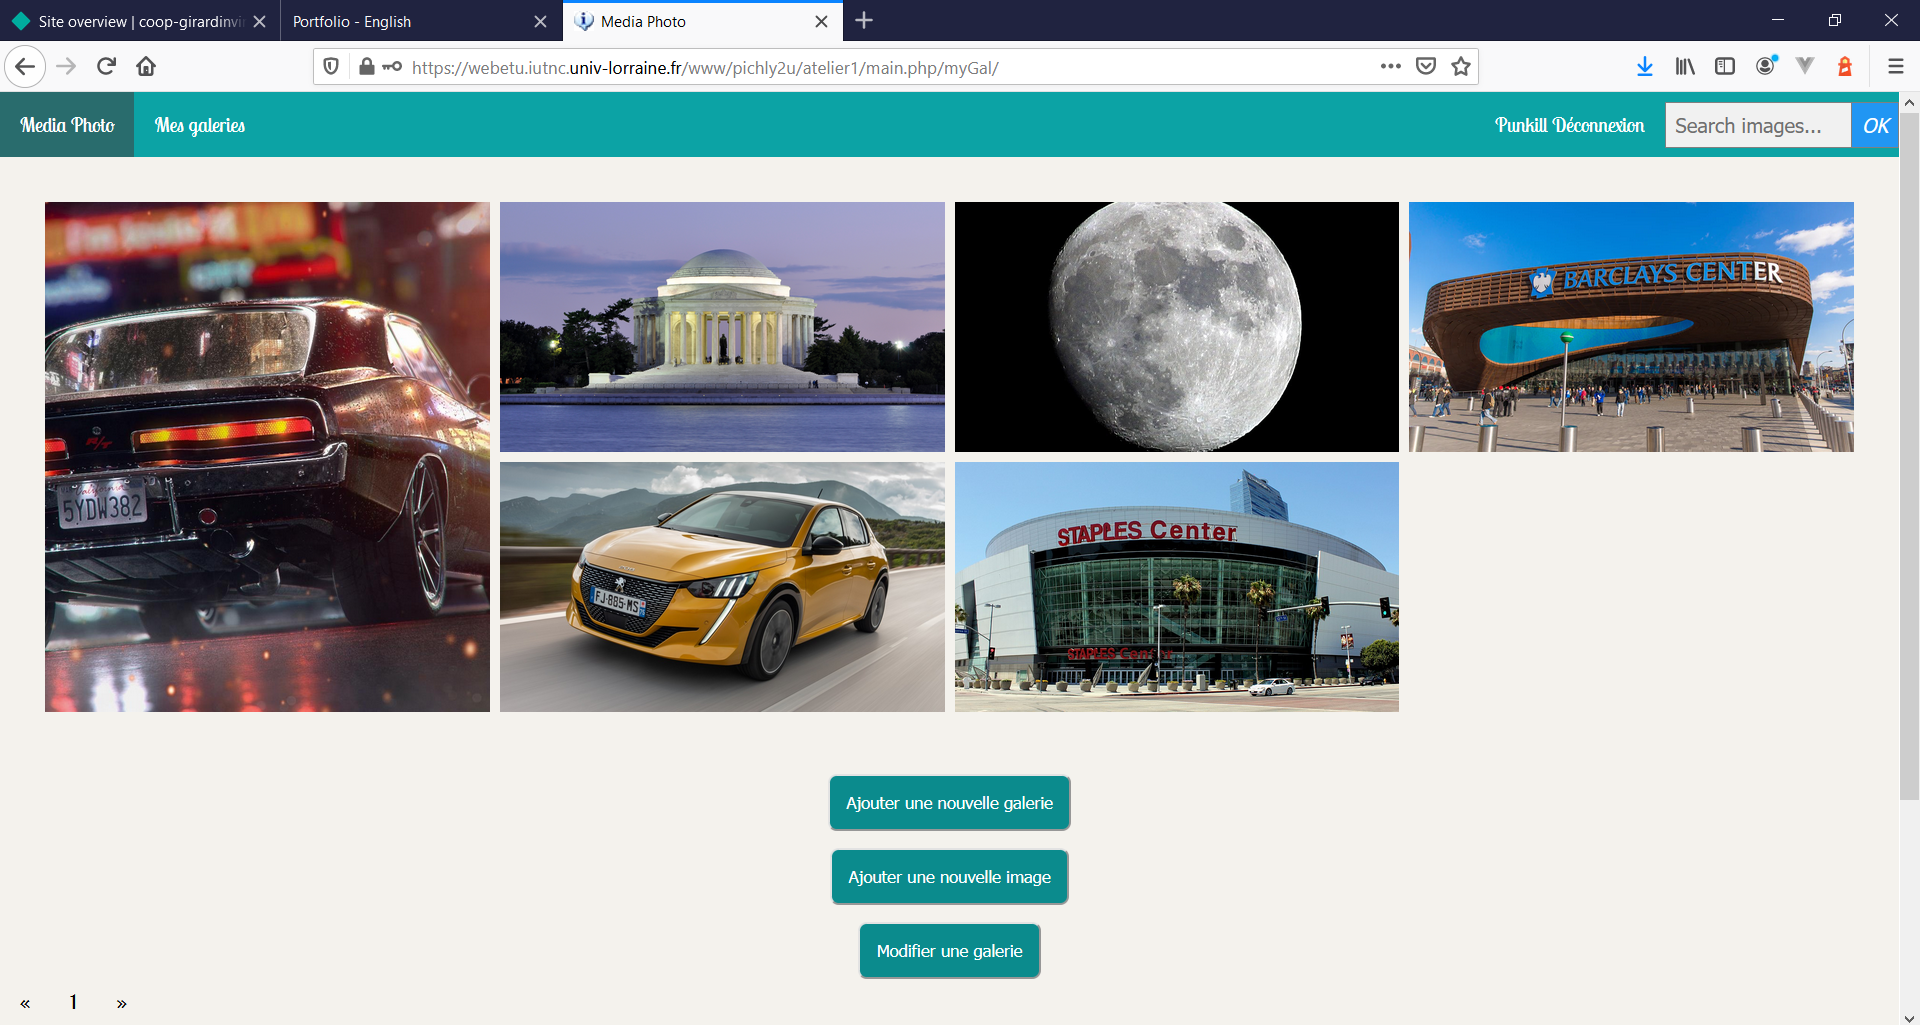 Site overview | coop-girardinvin
Portfolio - English
Media Photo
https://webetu.iutnc.univ-lorraine.fr/www/pichly2u/atelier1/main.php/myGal/
Media Photo
Mes galeries
Punkill Déconnexion
Search images...
OK
California
5YDW382
BARCLAYS CENTER
FJ-885-MS
STAPLES Center
STAPLES Center
Ajouter une nouvelle galerie
Ajouter une nouvelle image
Modifier une galerie
« 1 »